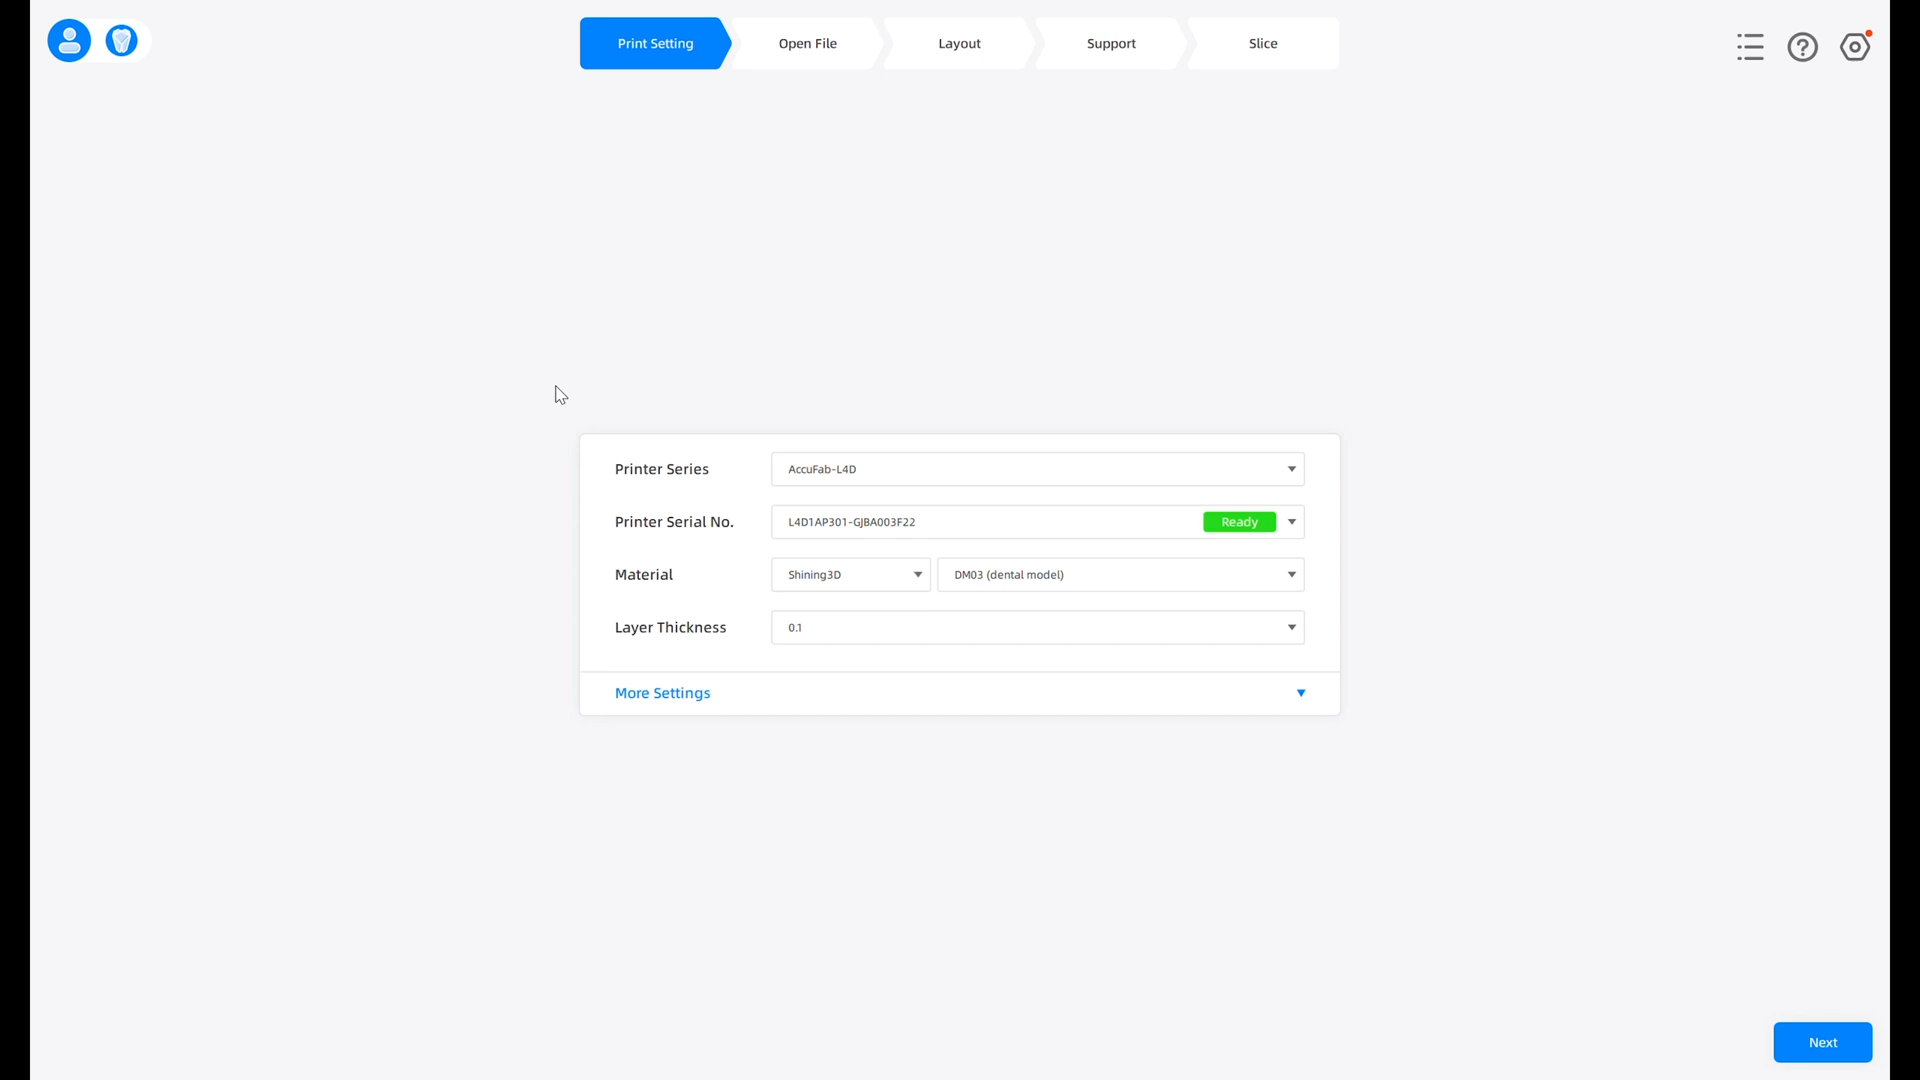 Print Setting
Open File
Layout
Support
Slice
Printer Series
AccuFab-L4D
Printer Serial No.
L4D1AP301-GJBA003F22
Ready
Material
Shining3D
DM03 (dental model)
Layer Thickness
0.1
More Settings
Next